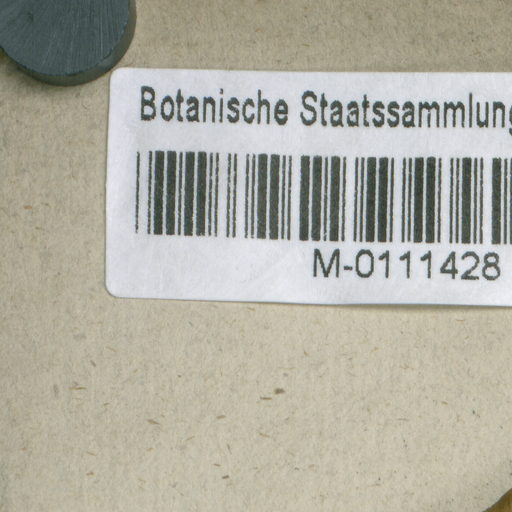 Botanische Staatssammlung
M-0111428